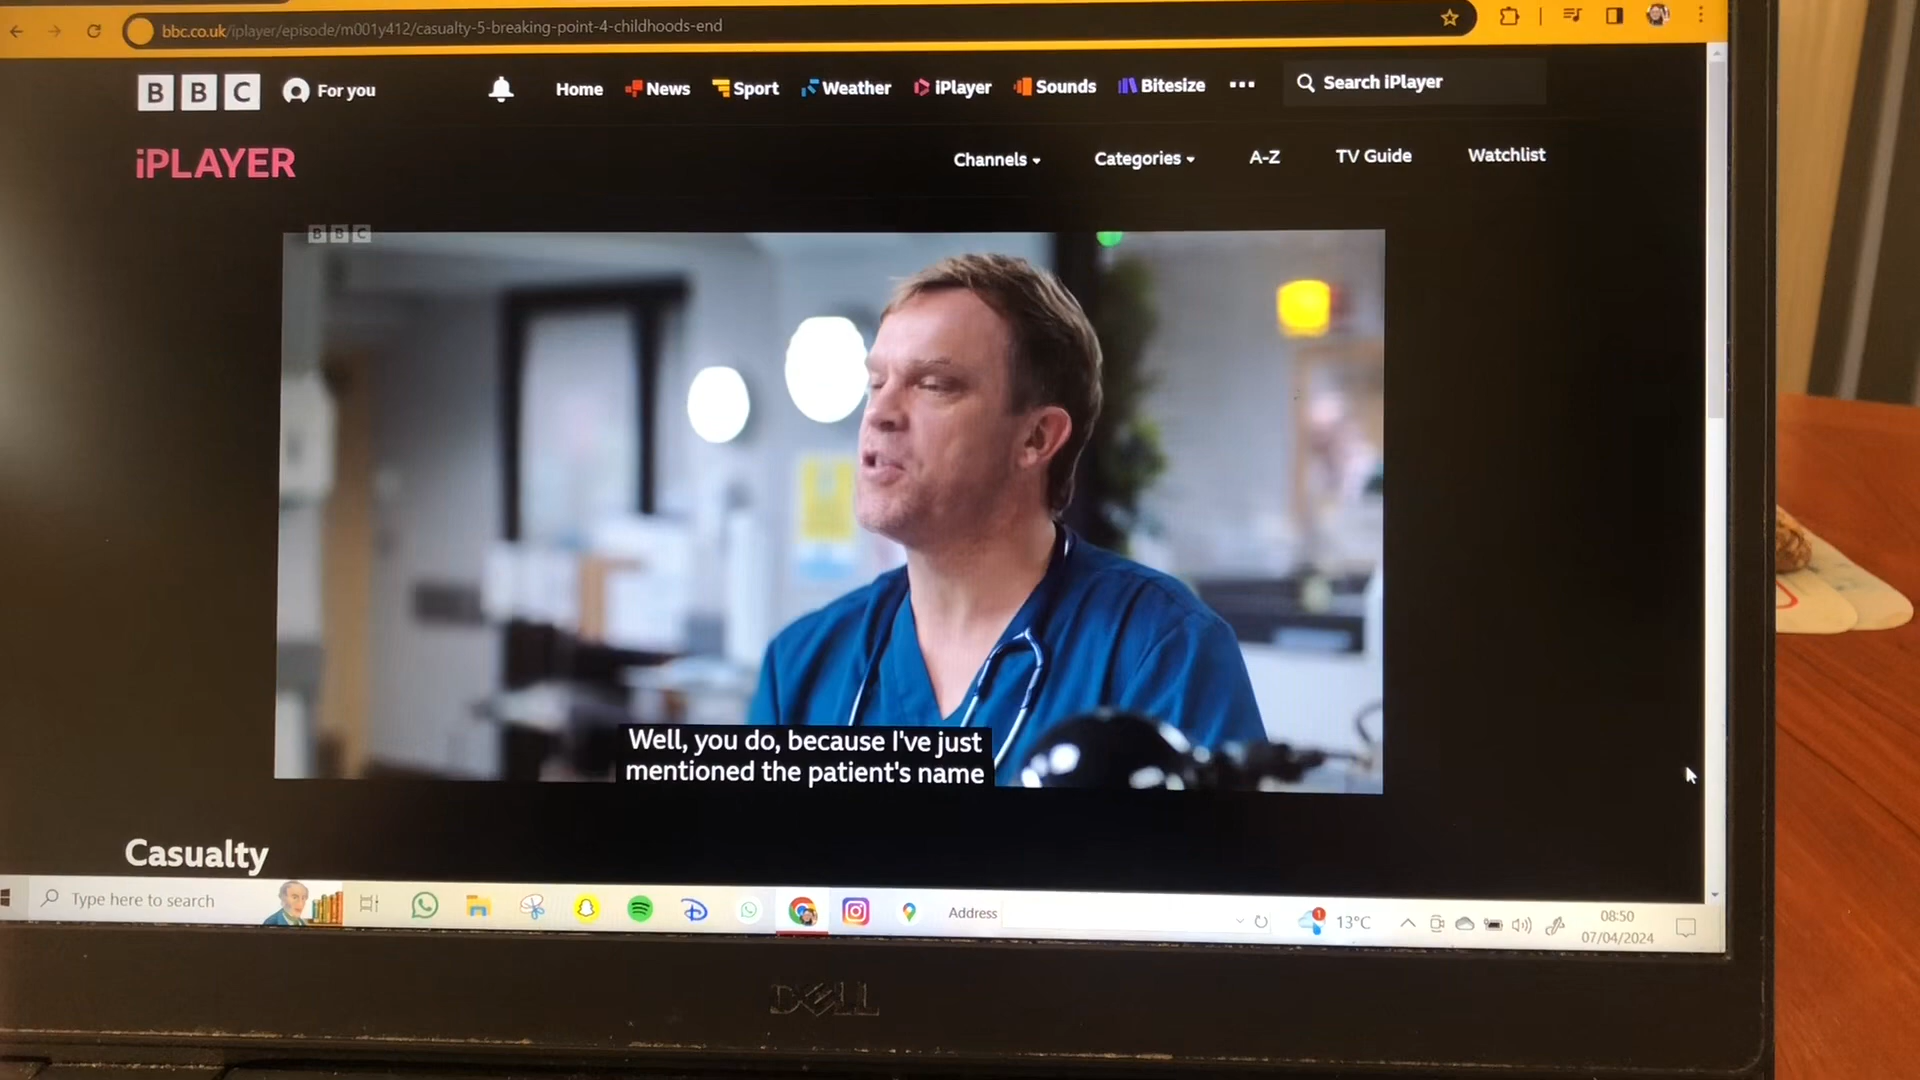 bbc.co.uk/iplayer/episode/m001y412/casualty-5-breaking-point-4-childhoods-end
BBC For you Home News Sport Weather iPlayer Sounds Bitesize Search iPlayer
iPLAYER Channels Categories A-Z TV Guide Watchlist
BBC
Well, you do, because I've just
mentioned the patient's name
Casualty
Type here to search Address 1 13°C 08:50
07/04/2024
DELL